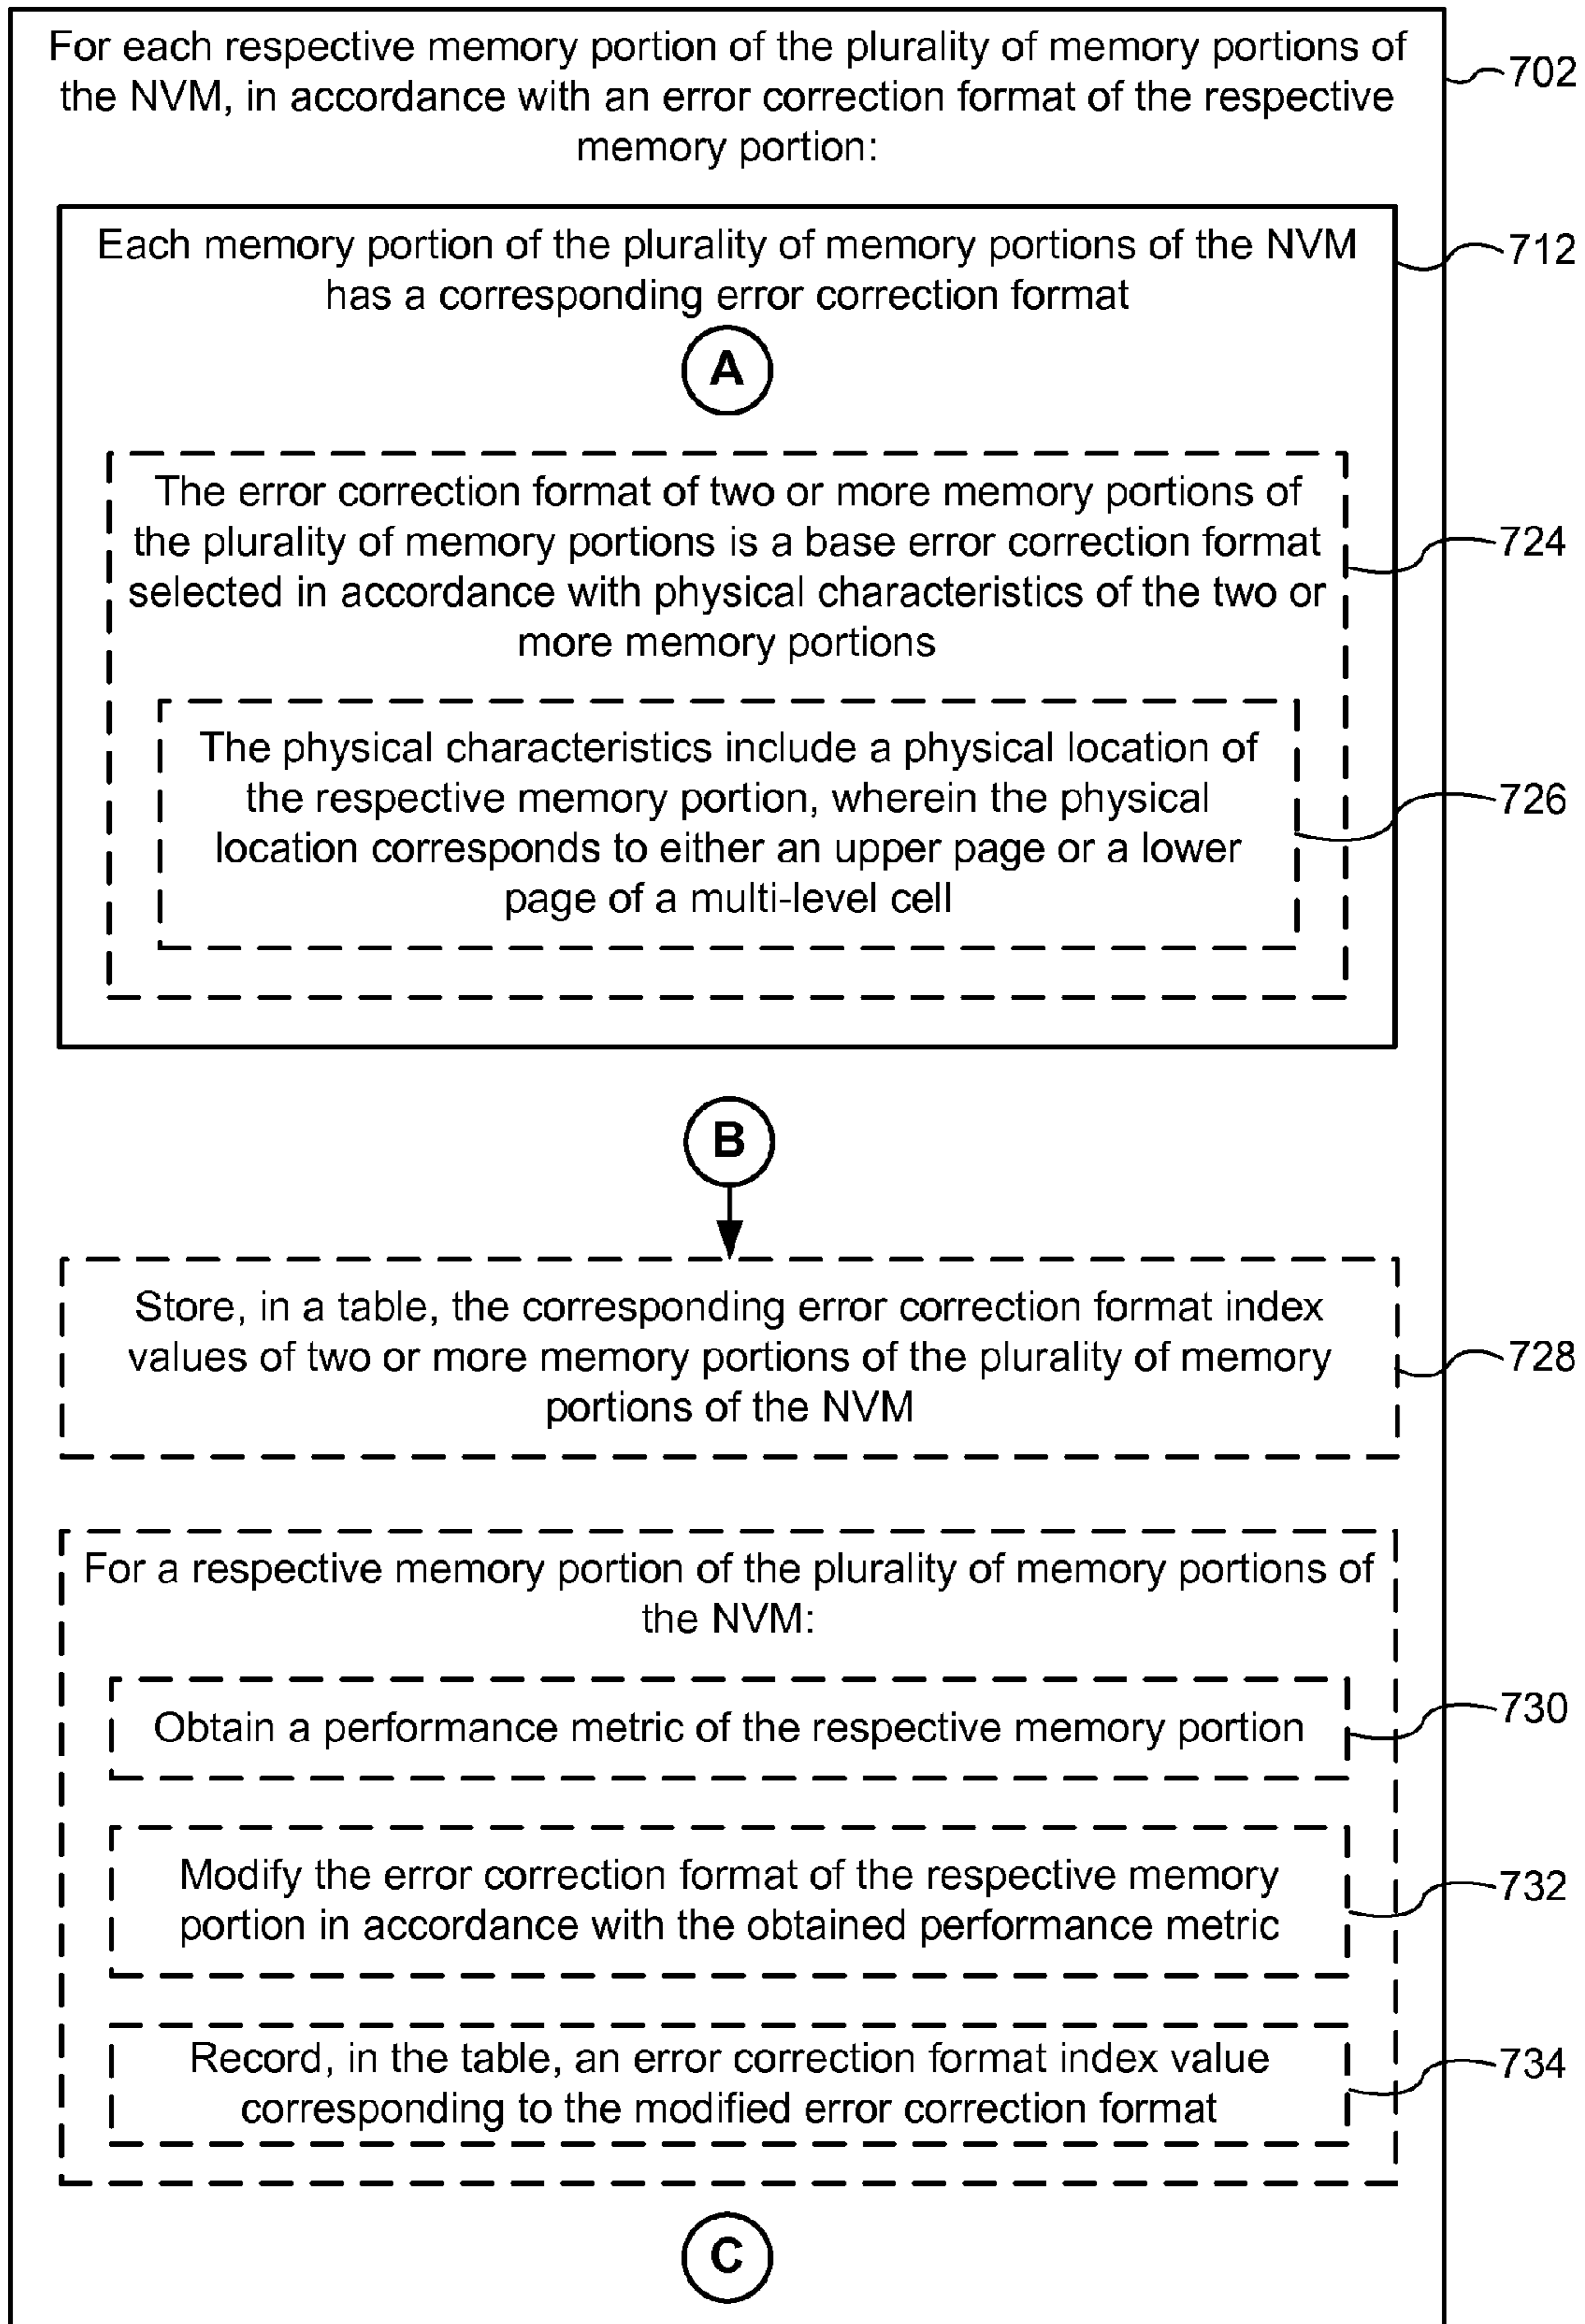 For each respective memory portion of the plurality of memory portions of
the NVM, in accordance with an error correction format of the respective
memory portion:
702
Each memory portion of the plurality of memory portions of the NVM
has a corresponding error correction format
712
A
The error correction format of two or more memory portions of
the plurality of memory portions is a base error correction format
selected in accordance with physical characteristics of the two or
more memory portions
724
The physical characteristics include a physical location of
the respective memory portion, wherein the physical
location corresponds to either an upper page or a lower
page of a multi-level cell
726
B
Store, in a table, the corresponding error correction format index
values of two or more memory portions of the plurality of memory
portions of the NVM
728
For a respective memory portion of the plurality of memory portions of
the NVM:
Obtain a performance metric of the respective memory portion
730
Modify the error correction format of the respective memory
portion in accordance with the obtained performance metric
732
Record, in the table, an error correction format index value
corresponding to the modified error correction format
734
C